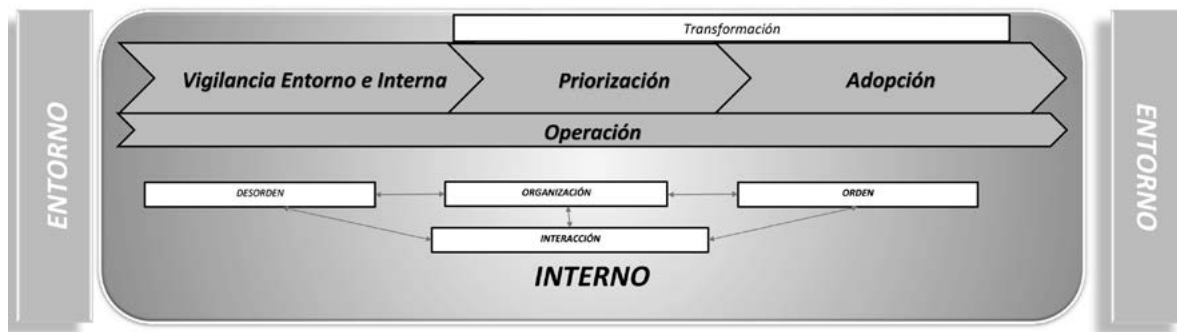 ENTORNO
Transformación
Vigilancia Entorno e Interna
Priorización
Adopción
Operación
DESORDEN
ORGANIZACIÓN
ORDEN
INTERACCIÓN
INTERNO
ENTORNO